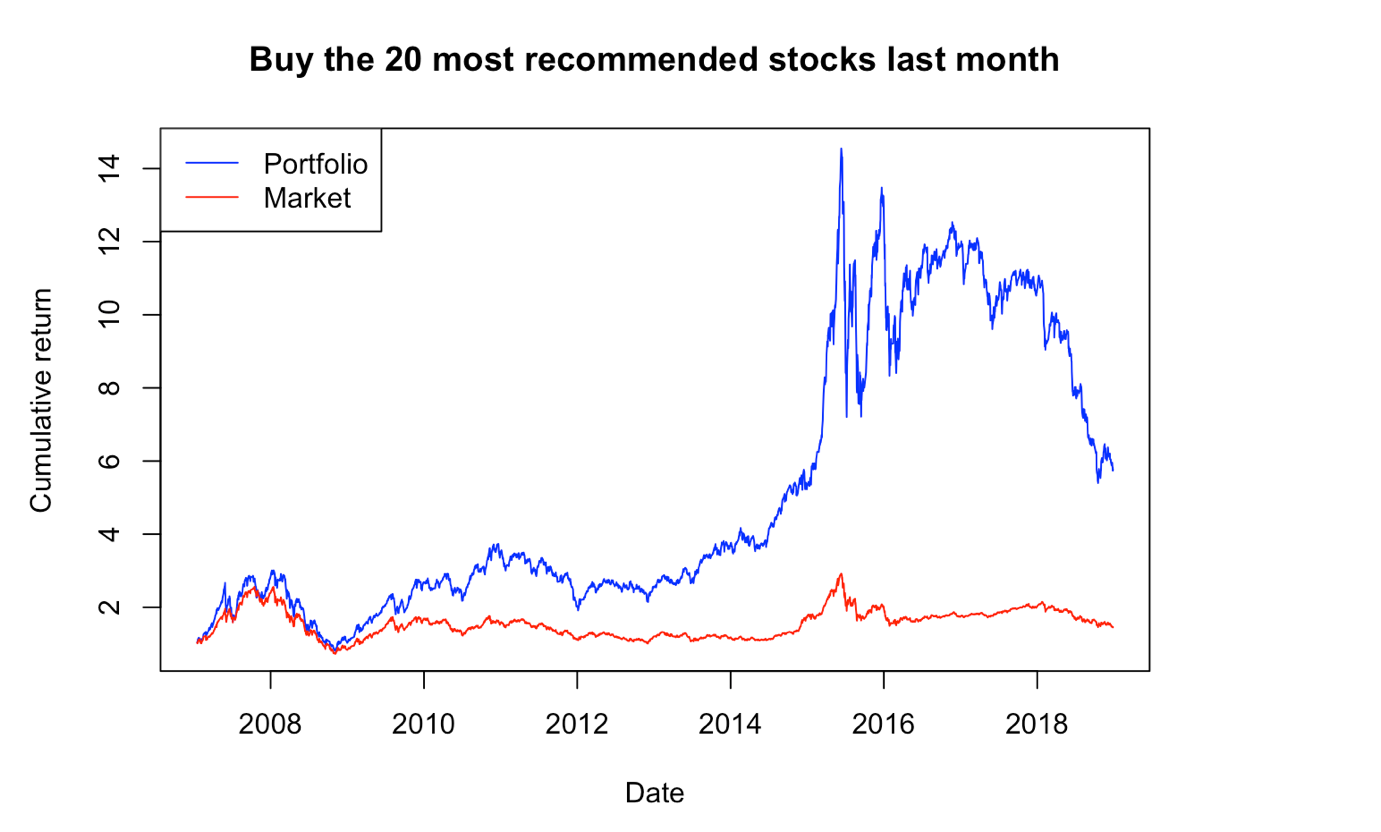 Buy the 20 most recommended stocks last month
Portfolio
Market
Cumulative return
14
12
10
8
6
4
2
2008 2010 2012 2014 2016 2018
Date